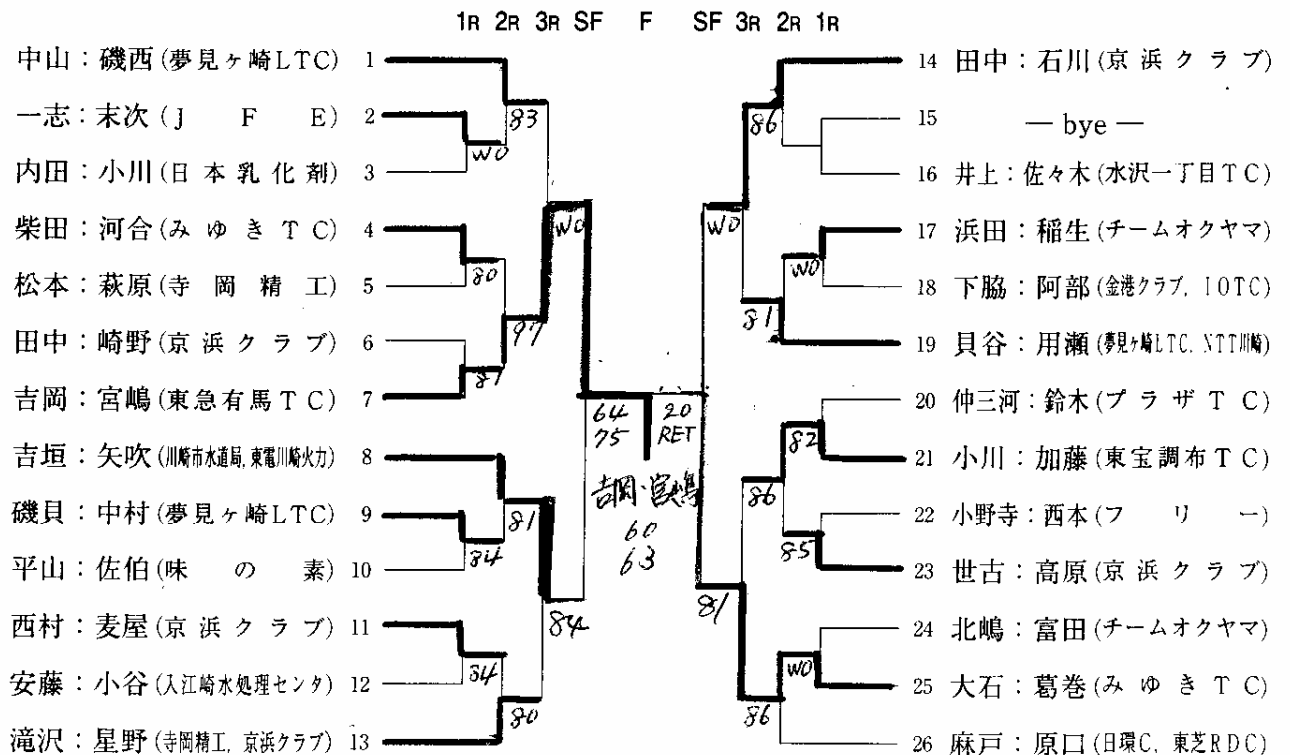 1R 2R 3R SF F SF 3R 2R 1R
中山：磯西(夢見ヶ崎LTC) 1
一志：末次(J F E) 2
内田：小川(日本乳化剤) 3
柴田：河合(みゆきTC) 4
松本：萩原(寺岡精工) 5
田中：崎野(京浜クラブ) 6
吉岡：宮嶋(東急有馬TC) 7
吉垣：矢吹(川崎市水道局,東電川崎火力) 8
磯貝：中村(夢見ヶ崎LTC) 9
平山：佐伯(味の素) 10
西村：麦屋(京浜クラブ) 11
安藤：小谷(入江崎水処理センタ) 12
滝沢：星野(寺岡精工,京浜クラブ) 13
83
WO
80
97
81
WO
81
84
84
84
80
64
75
20
RET
吉岡・宮嶋
60
63
14 田中：石川(京浜クラブ)
15 ―bye―
16 井上：佐々木(水沢一丁目TC)
17 浜田：稲生(チームオクヤマ)
18 下脇：阿部(金港クラブ,IOTC)
19 貝谷：用瀬(夢見ヶ崎LTC,NTT川崎)
20 仲三河：鈴木(プラザTC)
21 小川：加藤(東宝調布TC)
22 小野寺：西本(フリー)
23 世古：高原(京浜クラブ)
24 北嶋：富田(チームオクヤマ)
25 大石：葛巻(みゆきTC)
26 麻戸：原口(日環C,東芝RDC)
86
WO
WO
81
82
86
85
81
WO
86